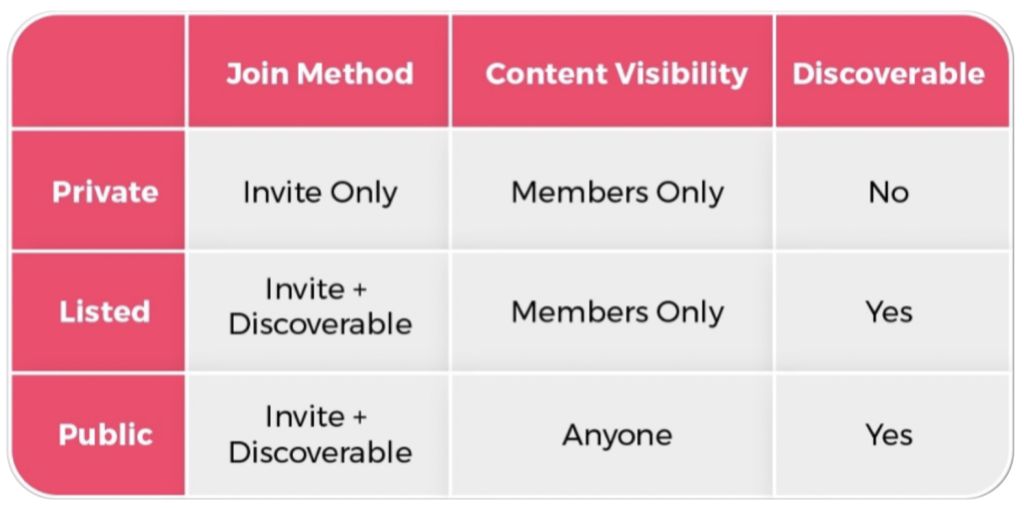 Join Method Content Visibility Discoverable
Private Invite Only Members Only No
Listed Invite +
Discoverable Members Only Yes
Public Invite +
Discoverable Anyone Yes